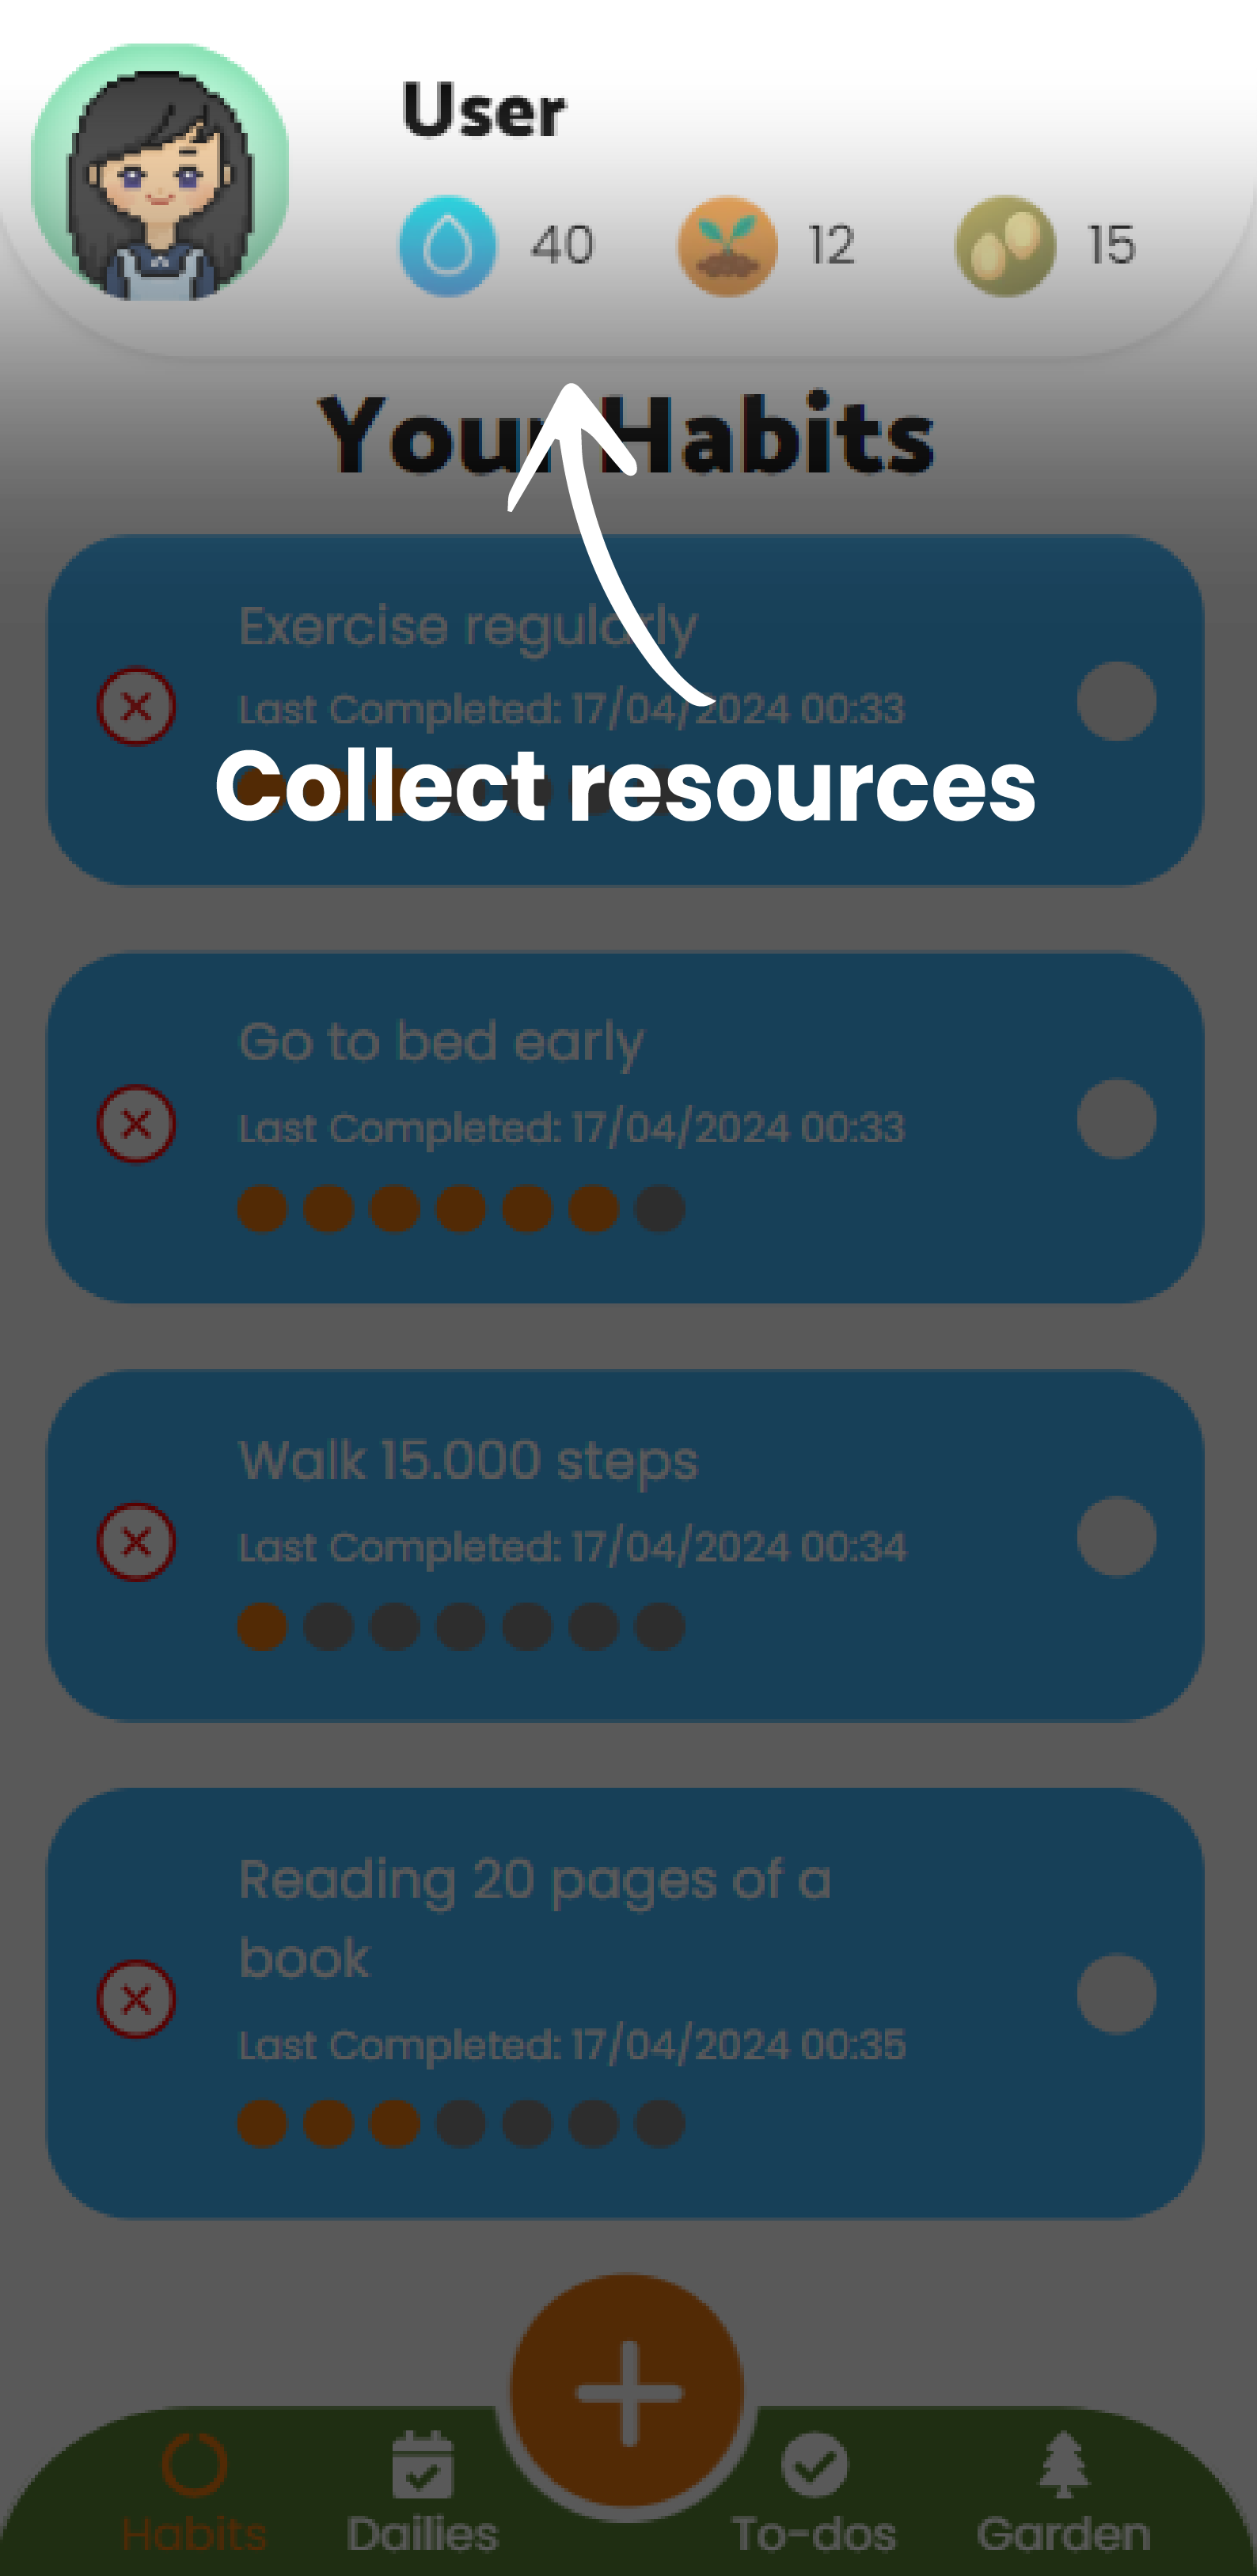 User
40 12 15
Your Habits
Exercise regularly
Last Completed: 17/04/2024 00:33
Collect resources
Go to bed early
Last Completed: 17/04/2024 00:33
Walk 15.000 steps
Last Completed: 17/04/2024 00:34
Reading 20 pages of a
book
Last Completed: 17/04/2024 00:35
Habits Dailies To-dos Garden